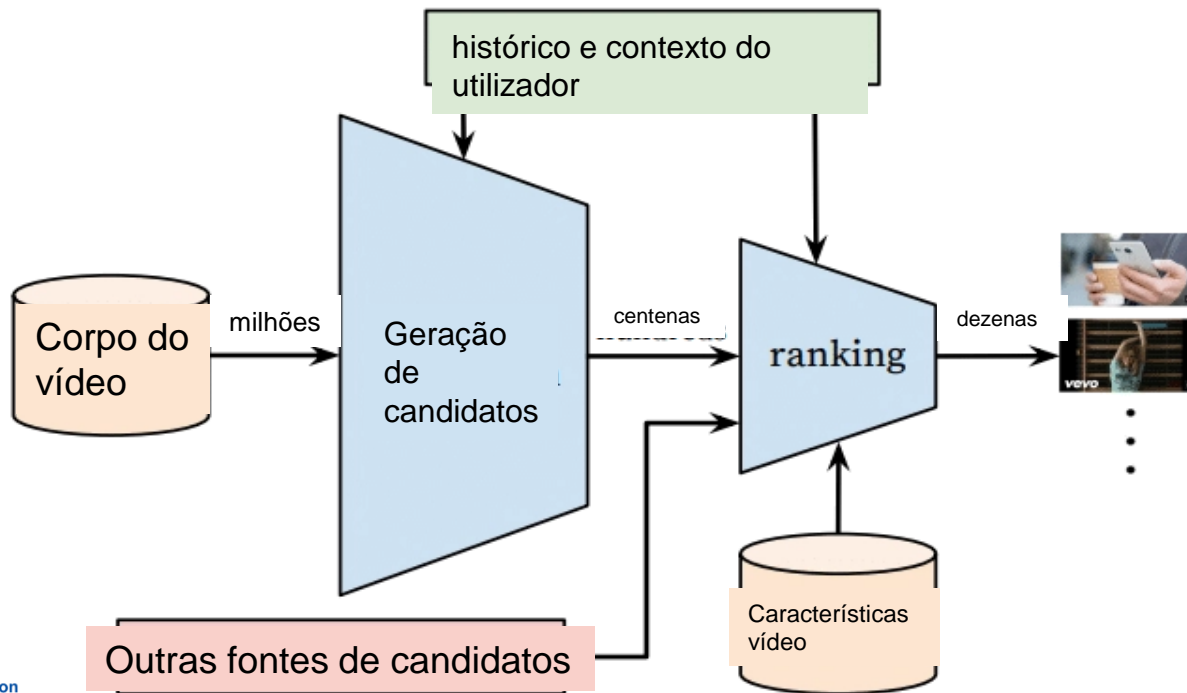 histórico e contexto do
utilizador
Corpo do
vídeo
milhões
Geração
de
candidatos
centenas
ranking
dezenas
vevo
Características
vídeo
Outras fontes de candidatos
on